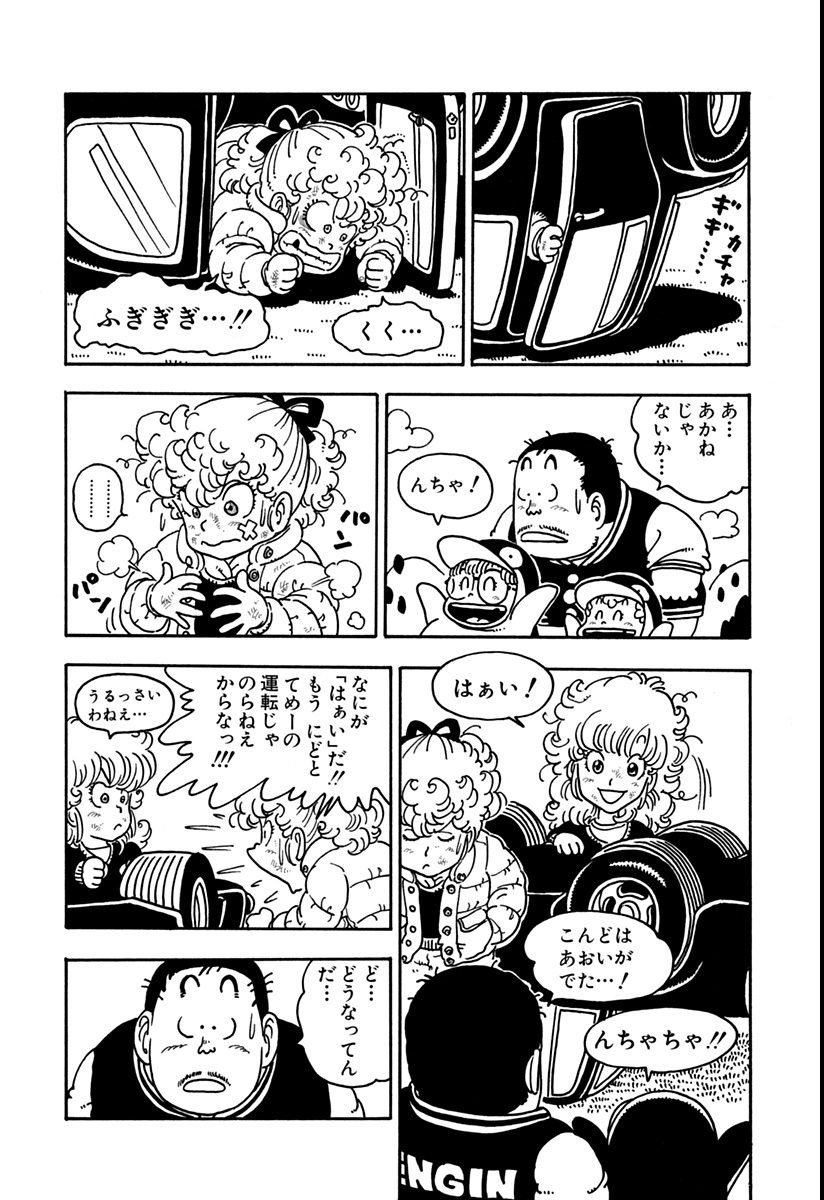 ギギ
ガチャ……
くく…
ふぎぎぎ…!!
あ…
あかね
じゃ
ないか…
んちゃ!
パン
パン
…………
はぁい!
こんどは
あおいが
でた…!
んちゃちゃ!!
ENGIN
なにが
「はぁい」だ!!
もう にどと
てめーの
運転じゃ
のらねえ
からなっ!!!
うるっさい
わねえ…
ど…
どうなってん
だ…